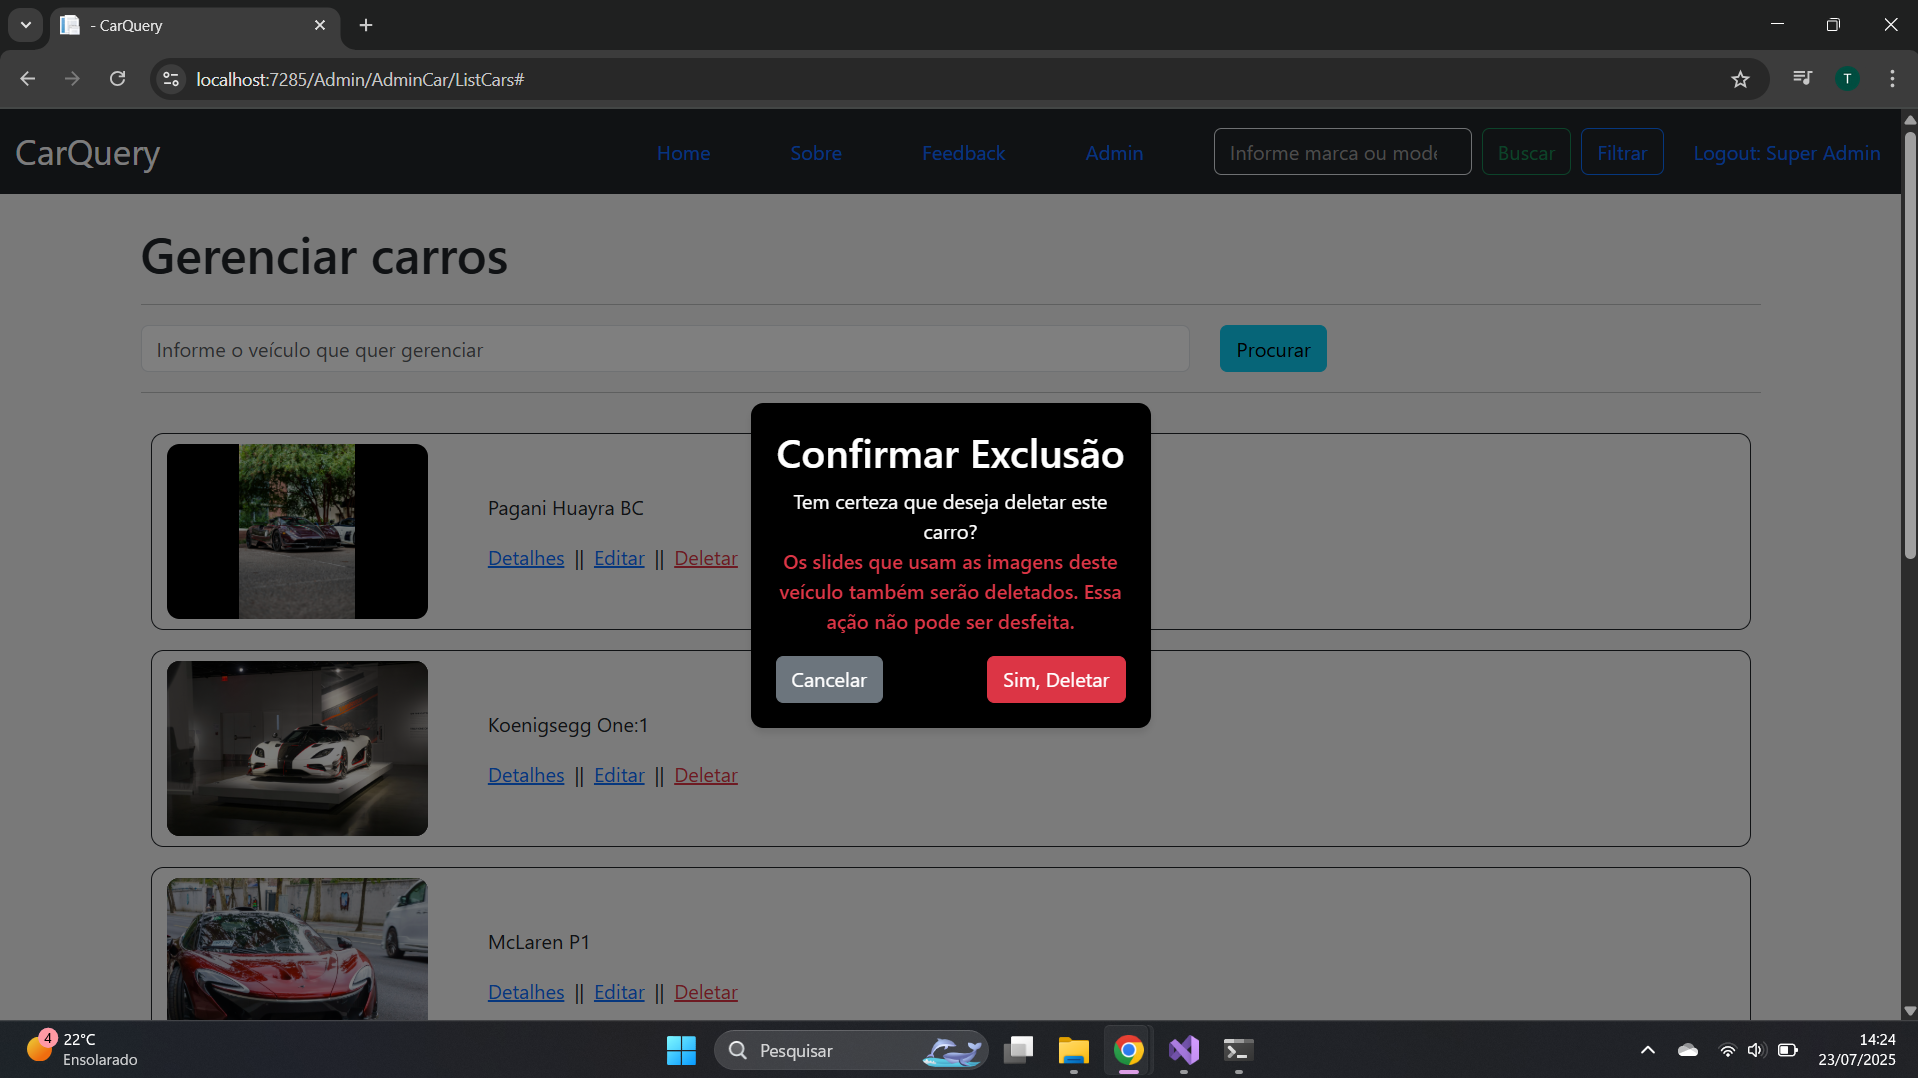 - CarQuery
localhost:7285/Admin/AdminCar/ListCars#
T
CarQuery
Home
Sobre
Feedback
Admin
Informe marca ou mode
Buscar
Filtrar
Logout: Super Admin
Gerenciar carros
Informe o veículo que quer gerenciar
Procurar
Pagani Huayra BC
Detalhes || Editar || Deletar
Confirmar Exclusão
Tem certeza que deseja deletar este
carro?
Os slides que usam as imagens deste
veículo também serão deletados. Essa
ação não pode ser desfeita.
Cancelar
Sim, Deletar
Koenigsegg One:1
Detalhes || Editar || Deletar
McLaren P1
Detalhes || Editar || Deletar
4
22°C
Ensolarado
Pesquisar
14:24
23/07/2025